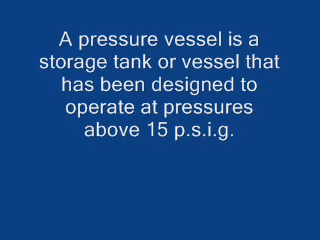 A pressure vessel is a
storage tank or vessel that
has been designed to
operate at pressures
above 15 p.s.i.g.